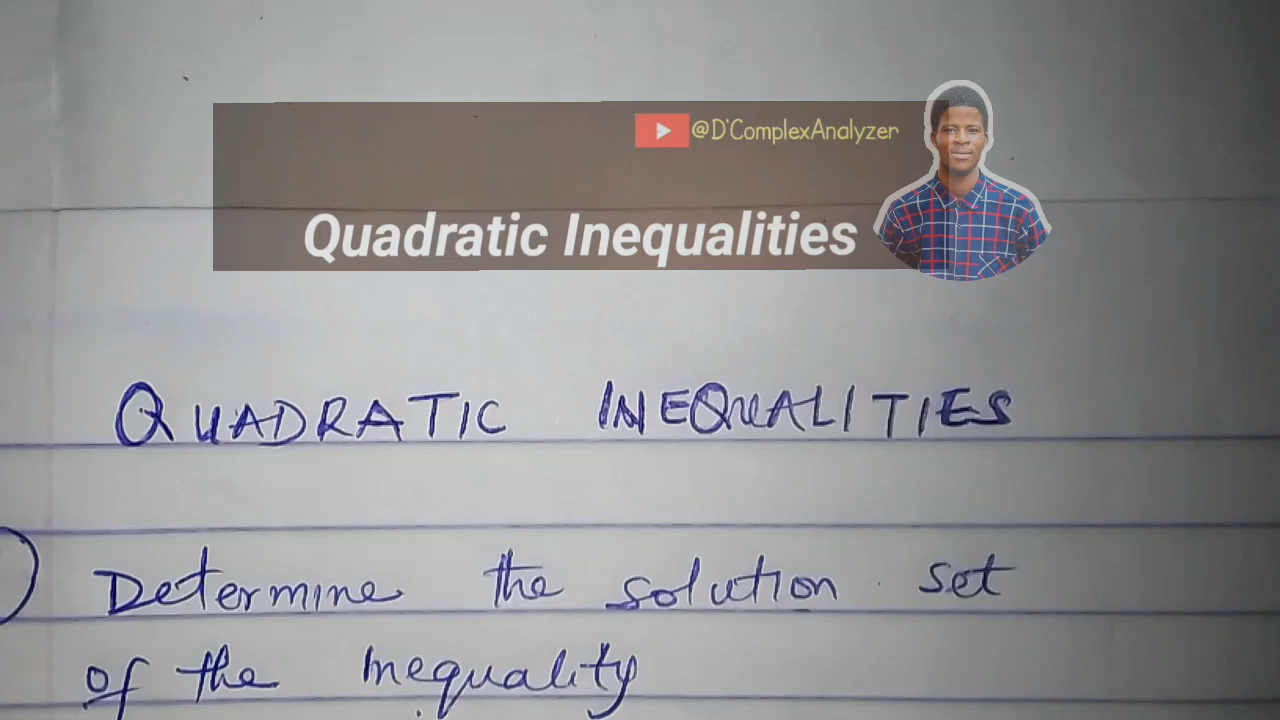 @D'ComplexAnalyzer
Quadratic Inequalities
QUADRATIC INEQUALITIES
Determine the solution set
of the inequality